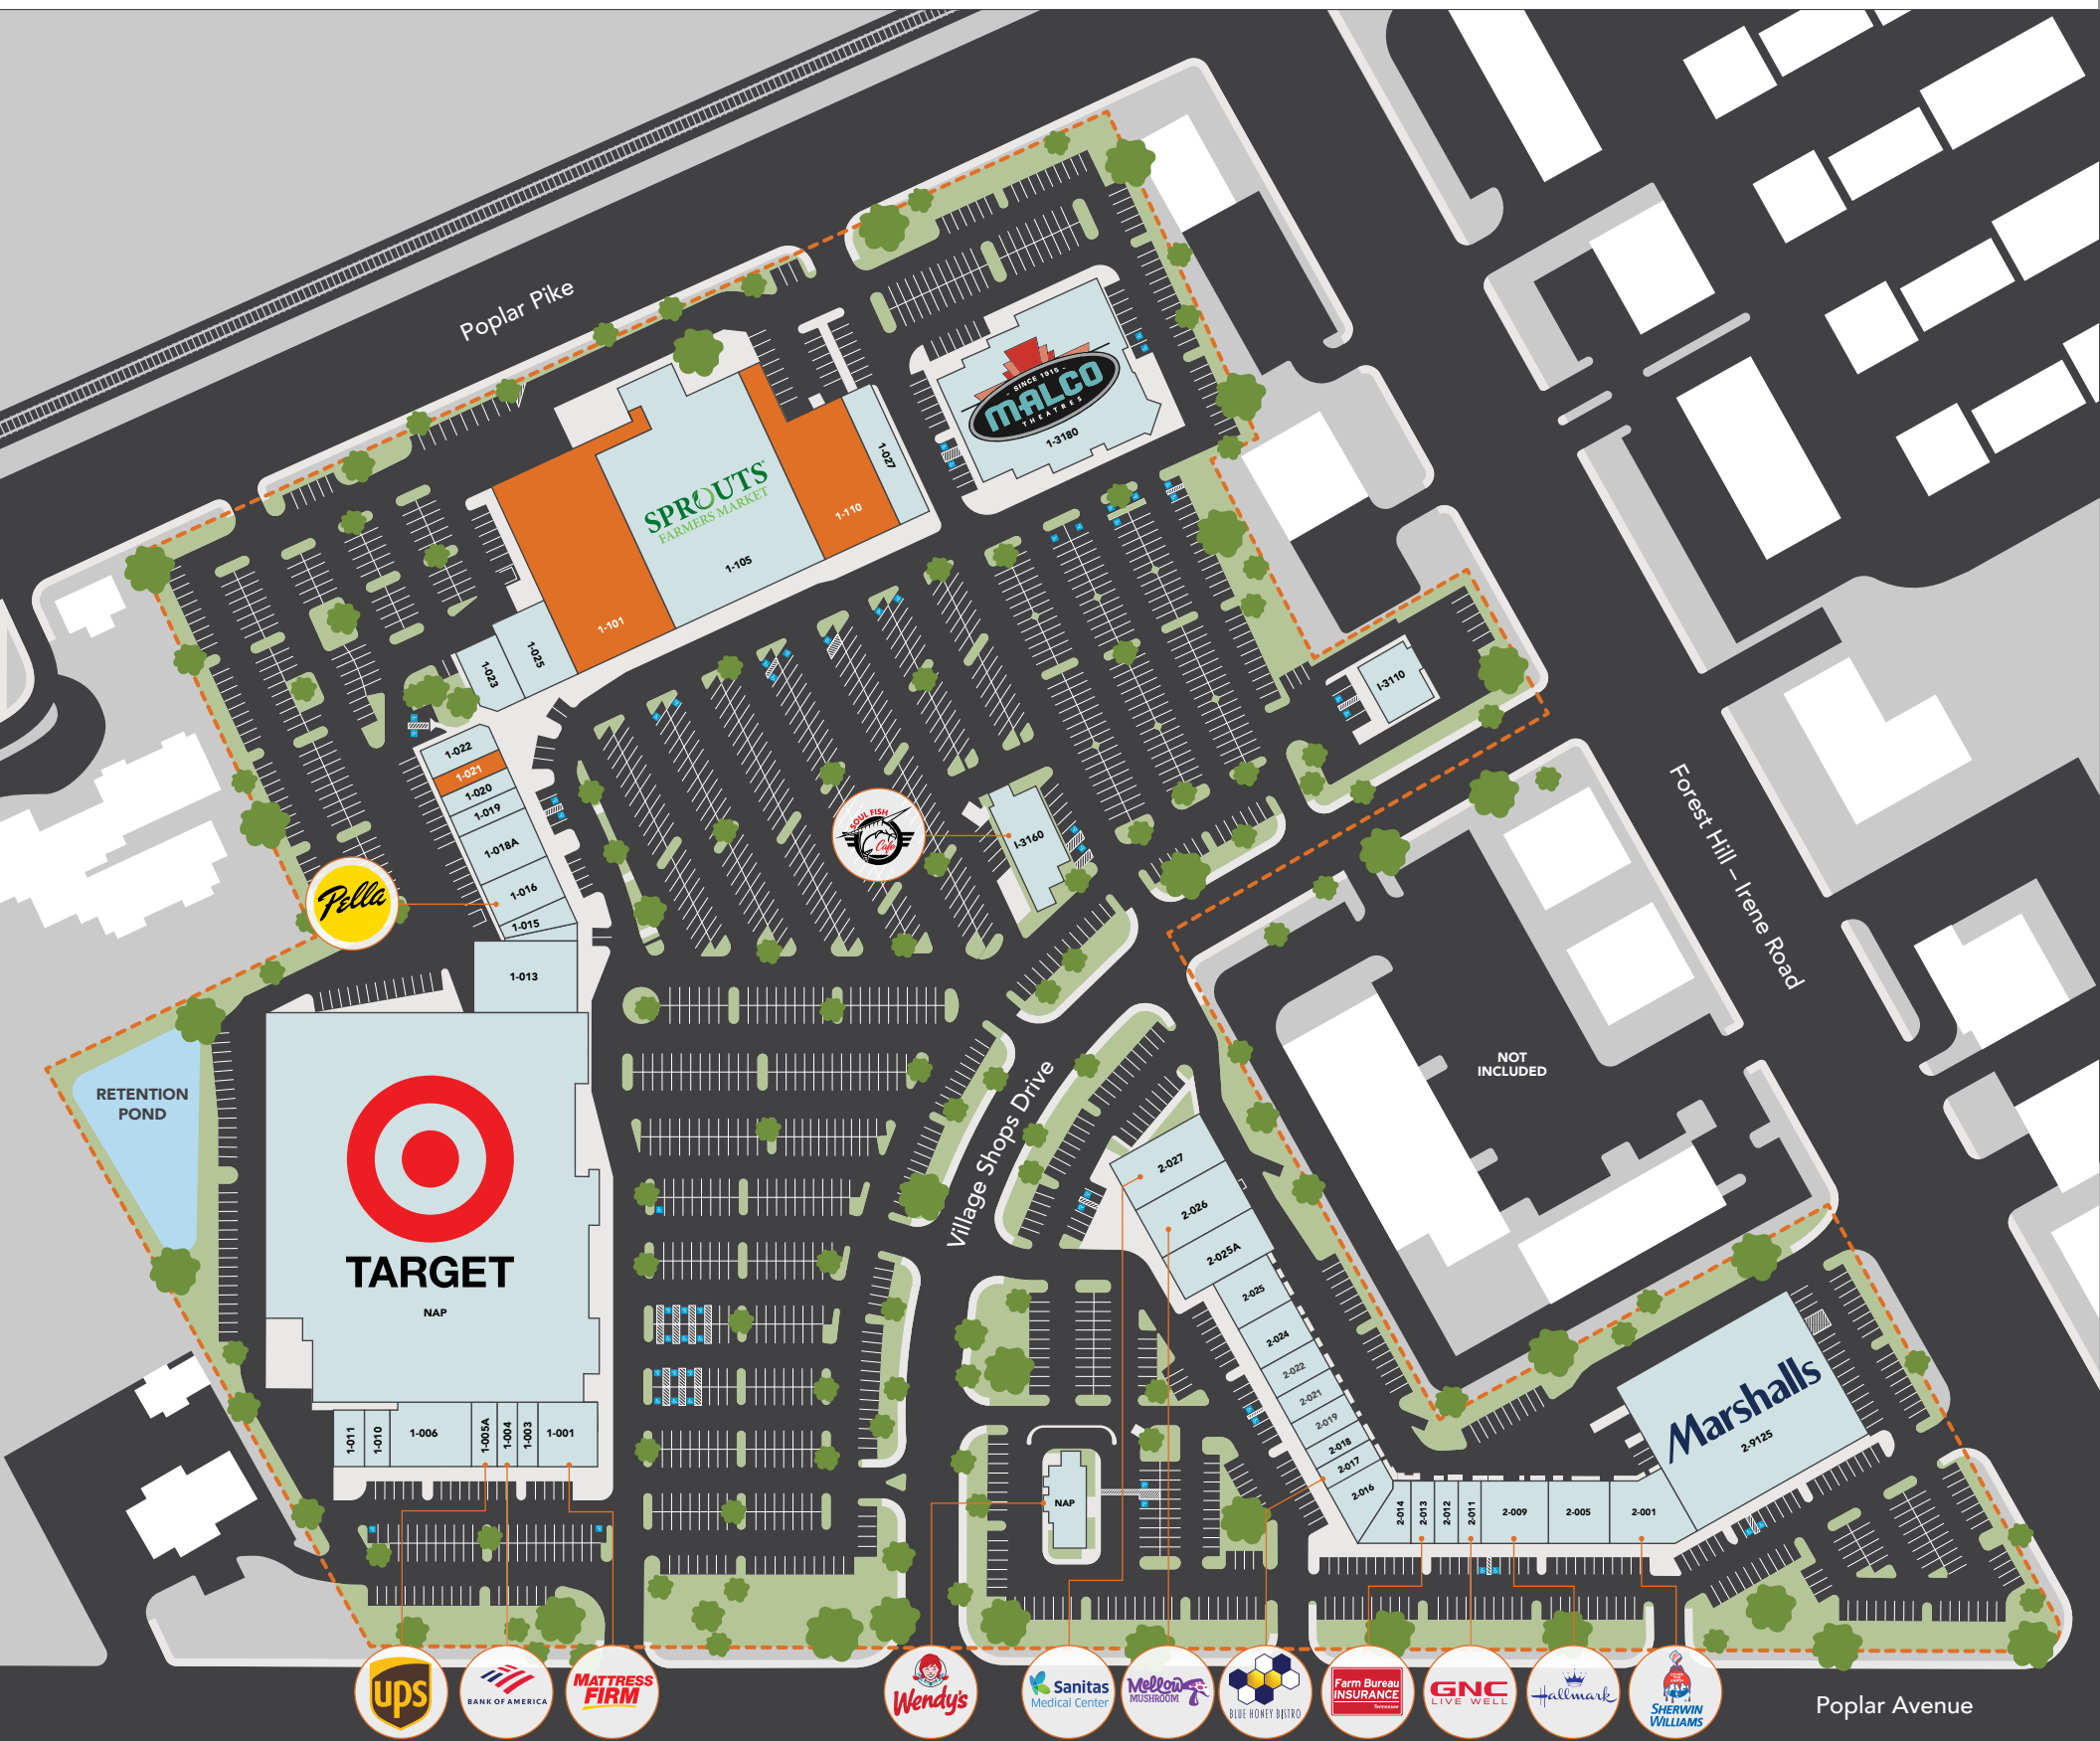 Poplar Pike
SINCE 1915
MALCO
THEATRES
1-3180
1-027
1-110
SPROUTS
FARMERS MARKET
1-105
1-101
1-025
1-023
I-3110
1-022
1-021
1-020
1-019
1-018A
1-016
1-015
1-013
Pella
SOUL FISH
Cafe
I-3160
Forest Hill – Irene Road
NOT
INCLUDED
RETENTION
POND
TARGET
NAP
Village Shops Drive
2-027
2-026
2-025A
2-025
2-024
2-022
2-021
2-019
2-018
2-017
2-016
2-014
2-013
2-012
2-011
2-009
2-005
2-001
Marshalls
2-9125
1-011
1-010
1-006
1-005A
1-004
1-003
1-001
NAP
ups
BANK OF AMERICA
MATTRESS
FIRM
Wendy's
Sanitas
Medical Center
Mellow
MUSHROOM
BLUE HONEY BISTRO
Farm Bureau
INSURANCE
Tennessee
GNC
LIVE WELL
Hallmark
SHERWIN
WILLIAMS
Poplar Avenue